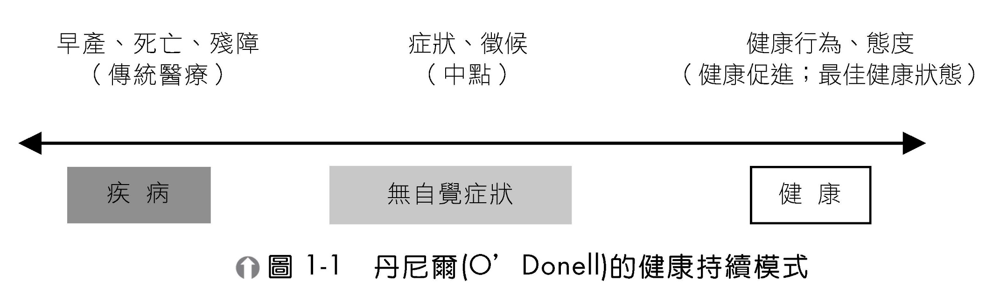 早產、死亡、殘障
（傳統醫療）
症狀、徵候
（中點）
健康行為、態度
（健康促進；最佳健康狀態）
疾 病
無自覺症狀
健 康
圖 1-1 丹尼爾(O’ Donell)的健康持續模式